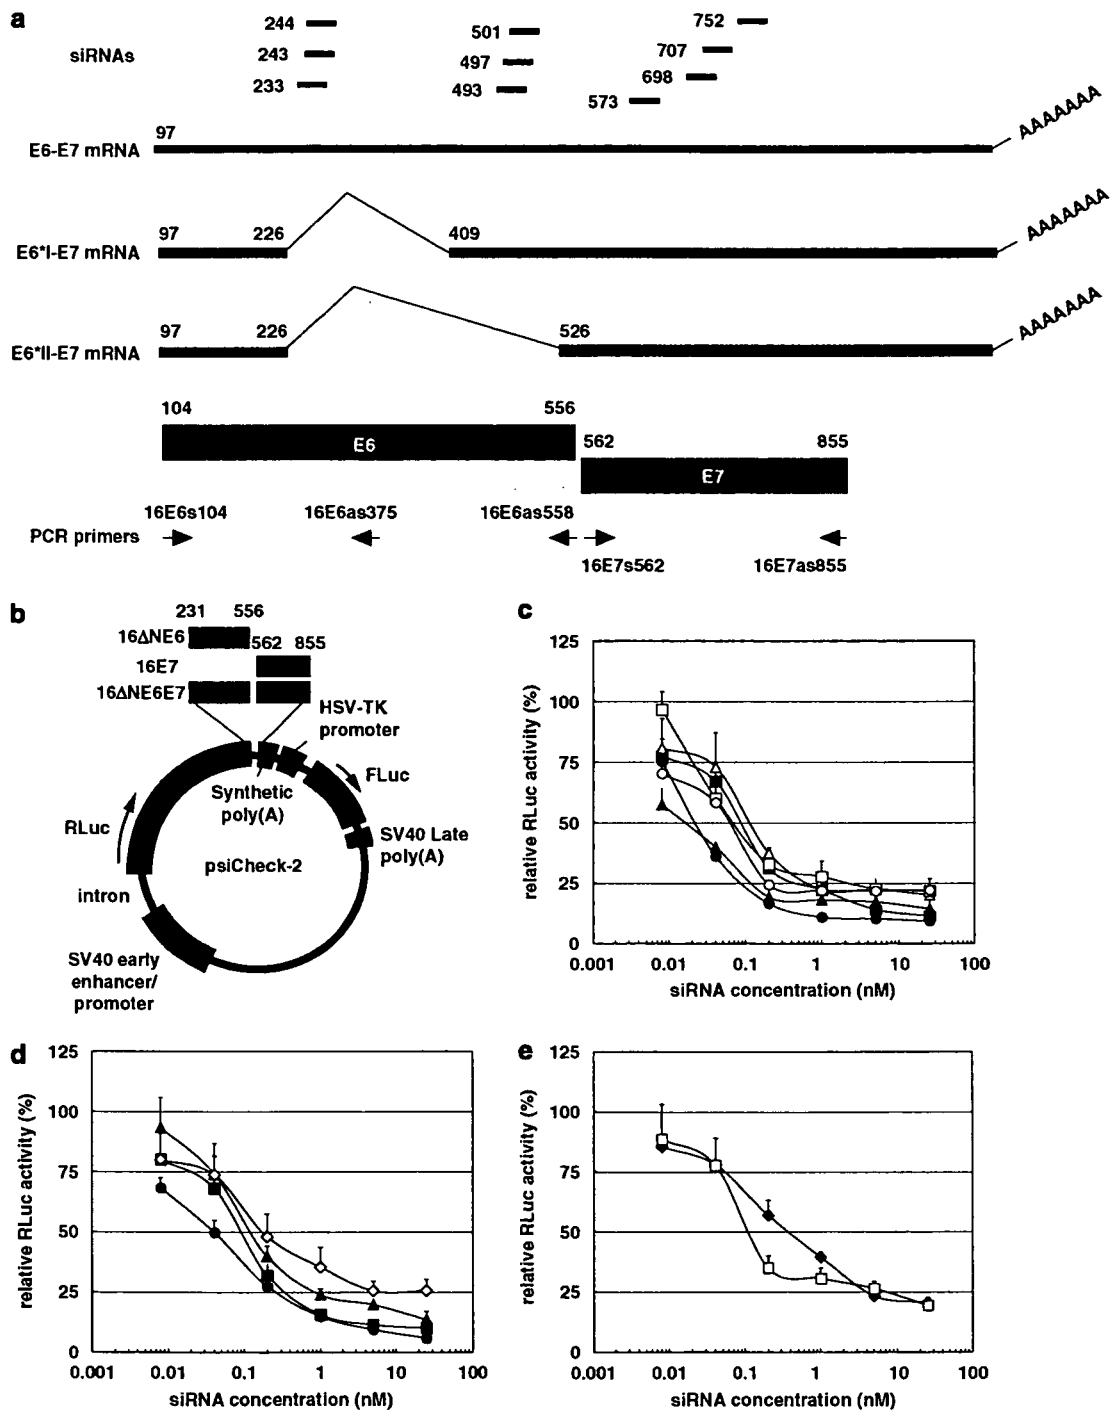 a
siRNAs
244
243
233
501
497
493
752
707
698
573
97
E6-E7 mRNA
AAAAAAA
97 226 409
E6*I-E7 mRNA
AAAAAAA
97 226 526
E6*II-E7 mRNA
AAAAAAA
104 556
E6
562 855
E7
16E6s104 16E6as375 16E6as558
PCR primers
16E7s562 16E7as855
b
231 556
16ΔNE6
562 855
16E7
16ΔNE6E7
HSV-TK
promoter
FLuc
Synthetic
poly(A)
SV40 Late
poly(A)
RLuc
psiCheck-2
intron
SV40 early
enhancer/
promoter
c
relative RLuc activity (%)
125
100
75
50
25
0
0.001 0.01 0.1 1 10 100
siRNA concentration (nM)
d
relative RLuc activity (%)
125
100
75
50
25
0
0.001 0.01 0.1 1 10 100
siRNA concentration (nM)
e
relative RLuc activity (%)
125
100
75
50
25
0
0.001 0.01 0.1 1 10 100
siRNA concentration (nM)